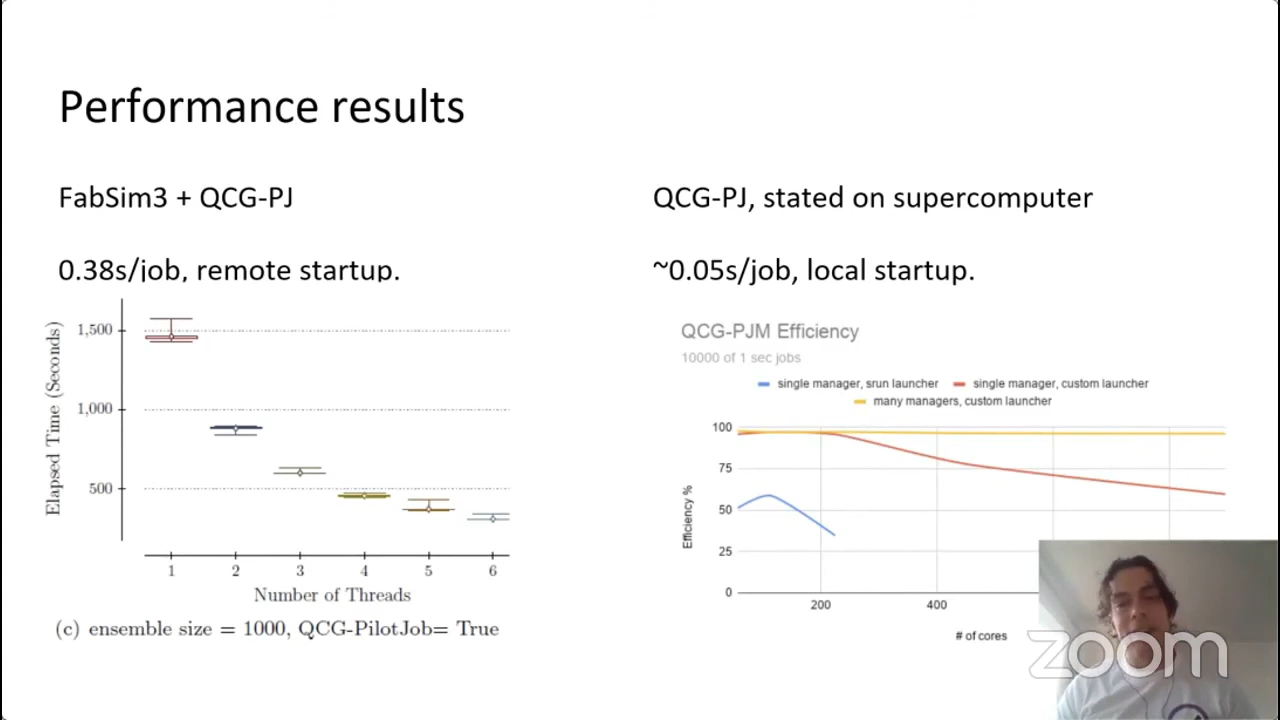 Performance results
FabSim3 + QCG-PJ
0.38s/job, remote startup.
Elapsed Time (Seconds)
1,500
1,000
500
1 2 3 4 5 6
Number of Threads
(c) ensemble size = 1000, QCG-PilotJob= True
QCG-PJ, stated on supercomputer
~0.05s/job, local startup.
QCG-PJM Efficiency
10000 of 1 sec jobs
single manager, srun launcher single manager, custom launcher
many managers, custom launcher
Efficiency %
100
75
50
25
0
200 400
# of cores
zoom